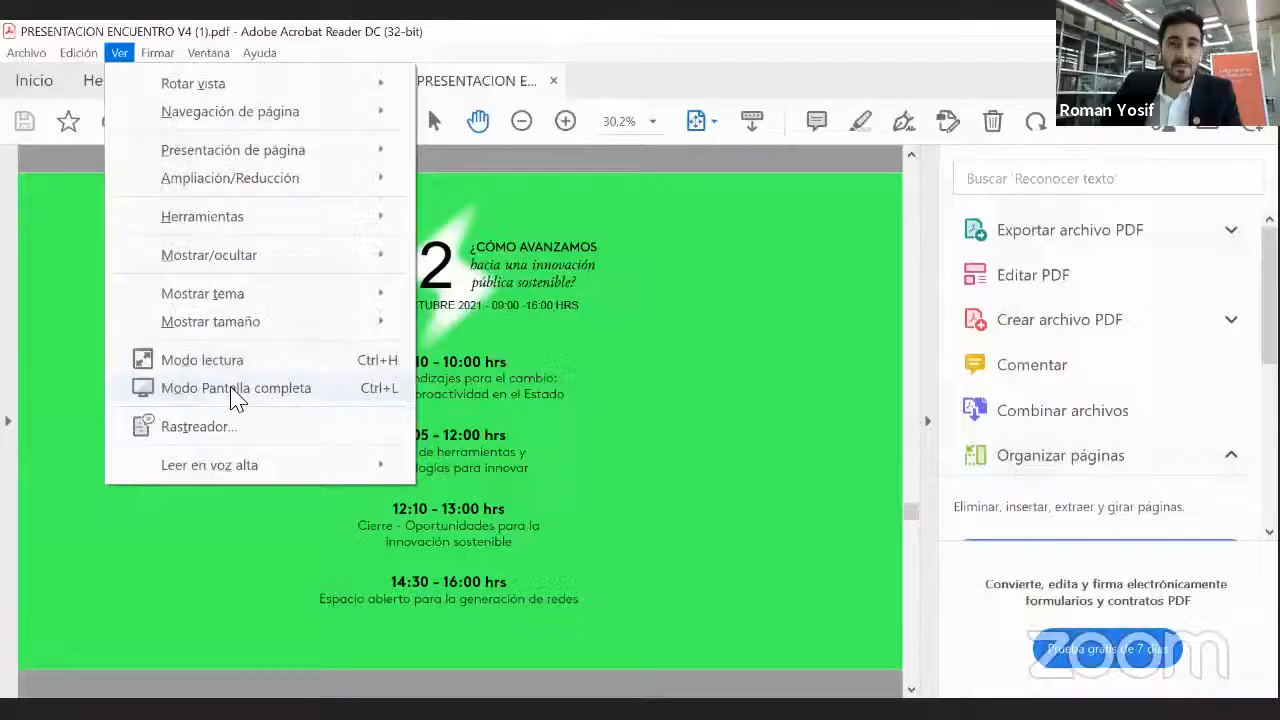 PRESENTACION ENCUENTRO V4 (1).pdf - Adobe Acrobat Reader DC (32-bit)
Archivo Edición Ver Firmar Ventana Ayuda
Inicio He PRESENTACION E... ×
30,2%
Roman Yosif
Rotar vista
Navegación de página
Presentación de página
Ampliación/Reducción
Herramientas
Mostrar/ocultar
Mostrar tema
Mostrar tamaño
Modo lectura Ctrl+H
Modo Pantalla completa Ctrl+L
Rastreador...
Leer en voz alta
2
¿CÓMO AVANZAMOS
hacia una innovación
pública sostenible?
TUBRE 2021 - 09:00 -16:00 HRS
10 - 10:00 hrs
ndizajes para el cambio:
proactividad en el Estado
05 - 12:00 hrs
de herramientas y
logías para innovar
12:10 - 13:00 hrs
Cierre - Oportunidades para la
innovación sostenible
14:30 - 16:00 hrs
Espacio abierto para la generación de redes
Buscar 'Reconocer texto'
Exportar archivo PDF
Editar PDF
Crear archivo PDF
Comentar
Combinar archivos
Organizar páginas
Eliminar, insertar, extraer y girar páginas.
Convierte, edita y firma electrónicamente
formularios y contratos PDF
Prueba gratis de 7 días
zoom